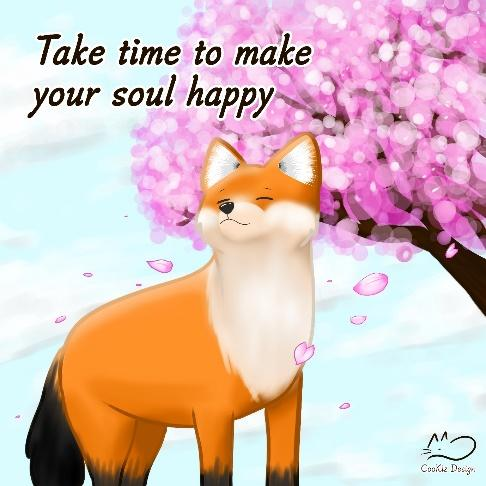 Take time to make
your soul happy
CooKie Design